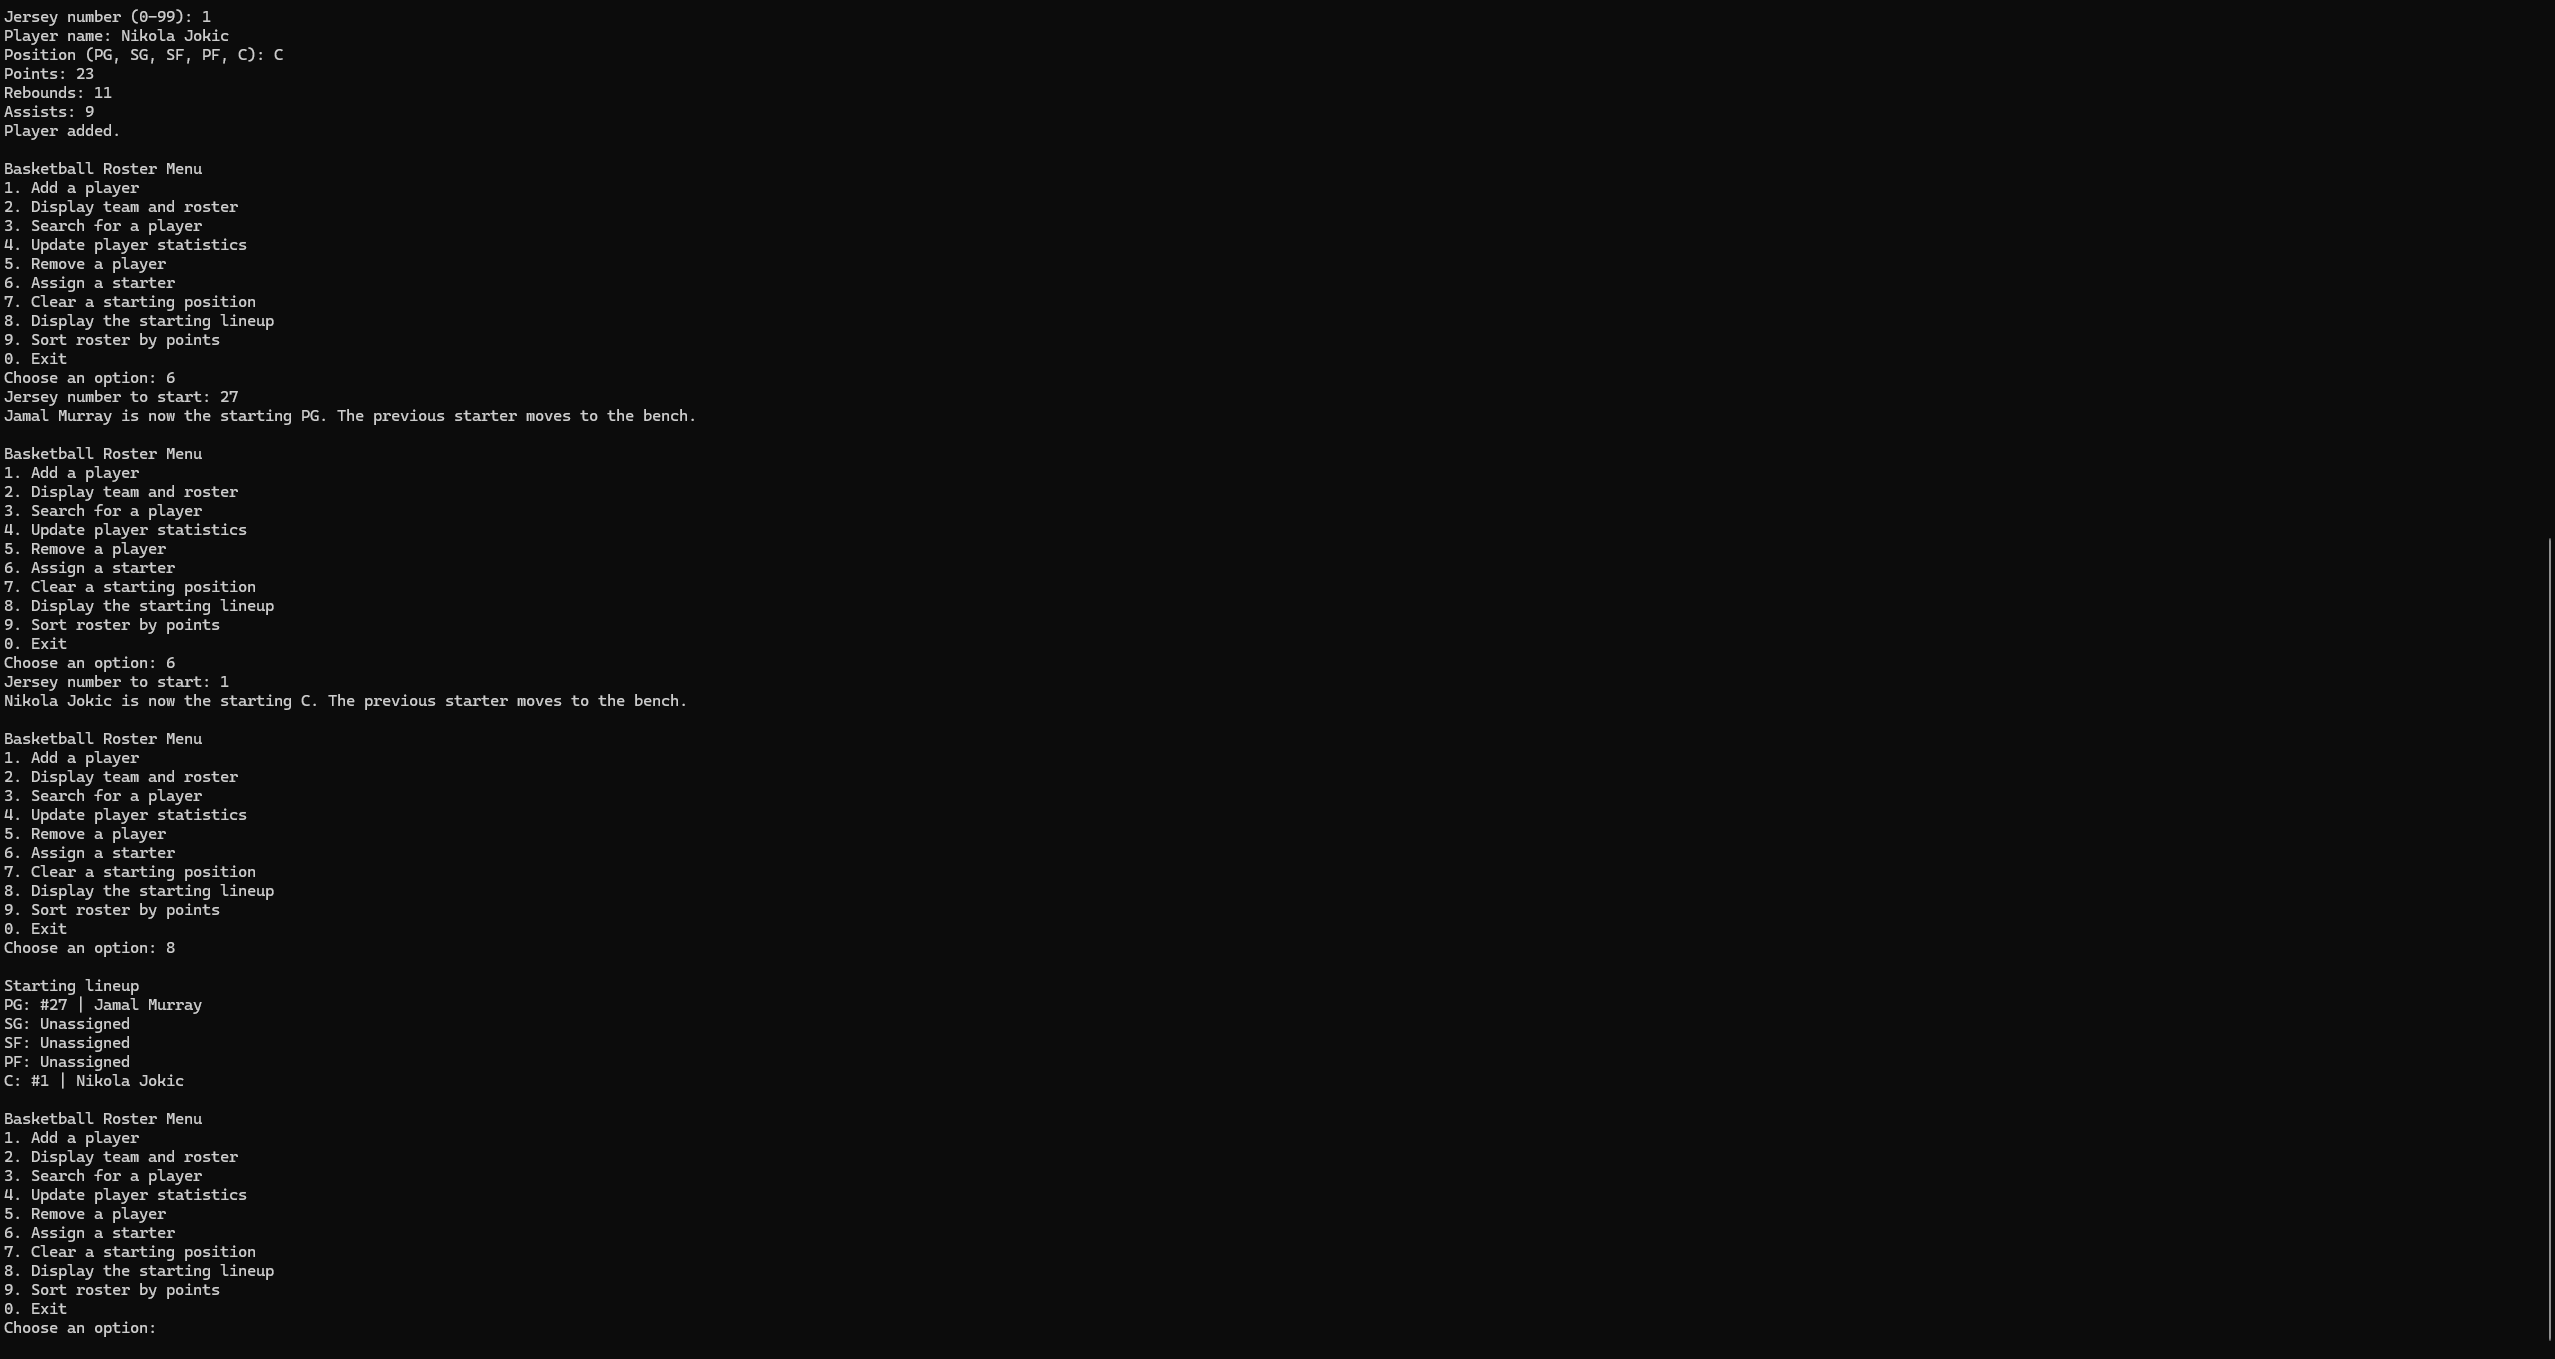 Jersey number (0-99): 1
Player name: Nikola Jokic
Position (PG, SG, SF, PF, C): C
Points: 23
Rebounds: 11
Assists: 9
Player added.

Basketball Roster Menu
1. Add a player
2. Display team and roster
3. Search for a player
4. Update player statistics
5. Remove a player
6. Assign a starter
7. Clear a starting position
8. Display the starting lineup
9. Sort roster by points
0. Exit
Choose an option: 6
Jersey number to start: 27
Jamal Murray is now the starting PG. The previous starter moves to the bench.

Basketball Roster Menu
1. Add a player
2. Display team and roster
3. Search for a player
4. Update player statistics
5. Remove a player
6. Assign a starter
7. Clear a starting position
8. Display the starting lineup
9. Sort roster by points
0. Exit
Choose an option: 6
Jersey number to start: 1
Nikola Jokic is now the starting C. The previous starter moves to the bench.

Basketball Roster Menu
1. Add a player
2. Display team and roster
3. Search for a player
4. Update player statistics
5. Remove a player
6. Assign a starter
7. Clear a starting position
8. Display the starting lineup
9. Sort roster by points
0. Exit
Choose an option: 8

Starting lineup
PG: #27 | Jamal Murray
SG: Unassigned
SF: Unassigned
PF: Unassigned
C: #1 | Nikola Jokic

Basketball Roster Menu
1. Add a player
2. Display team and roster
3. Search for a player
4. Update player statistics
5. Remove a player
6. Assign a starter
7. Clear a starting position
8. Display the starting lineup
9. Sort roster by points
0. Exit
Choose an option: